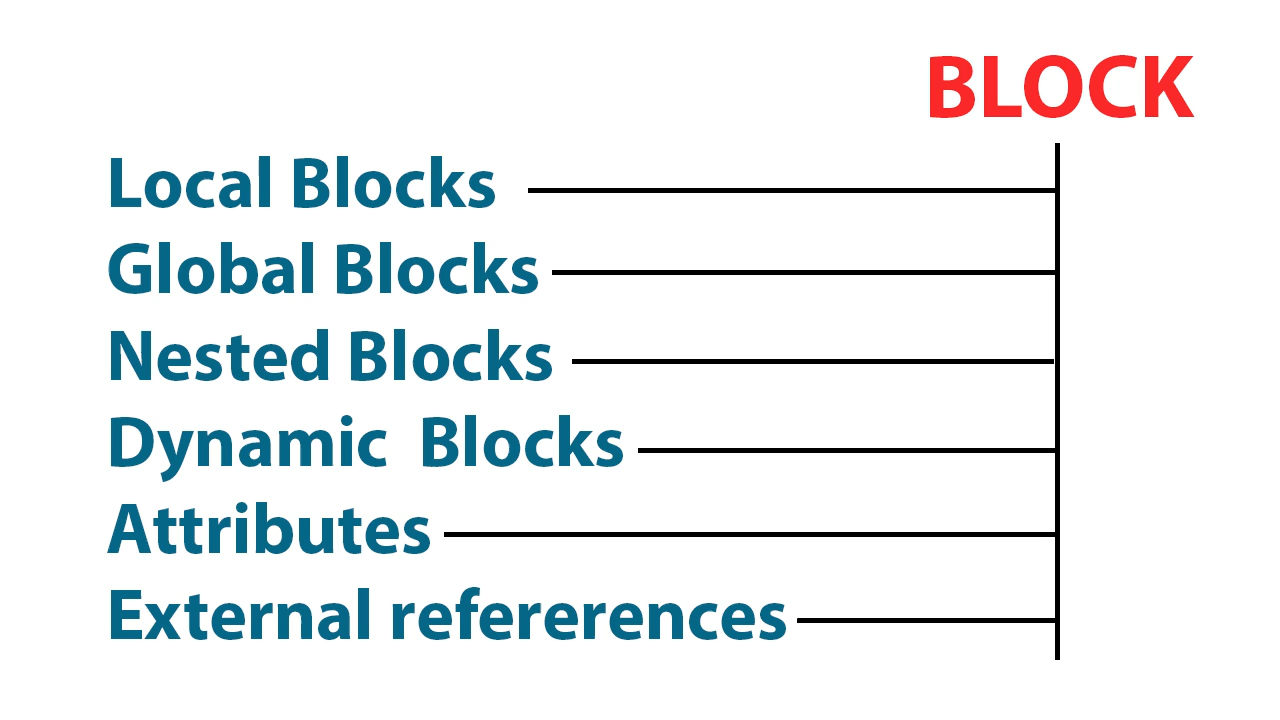 BLOCK
Local Blocks
Global Blocks
Nested Blocks
Dynamic  Blocks
Attributes
External refererences